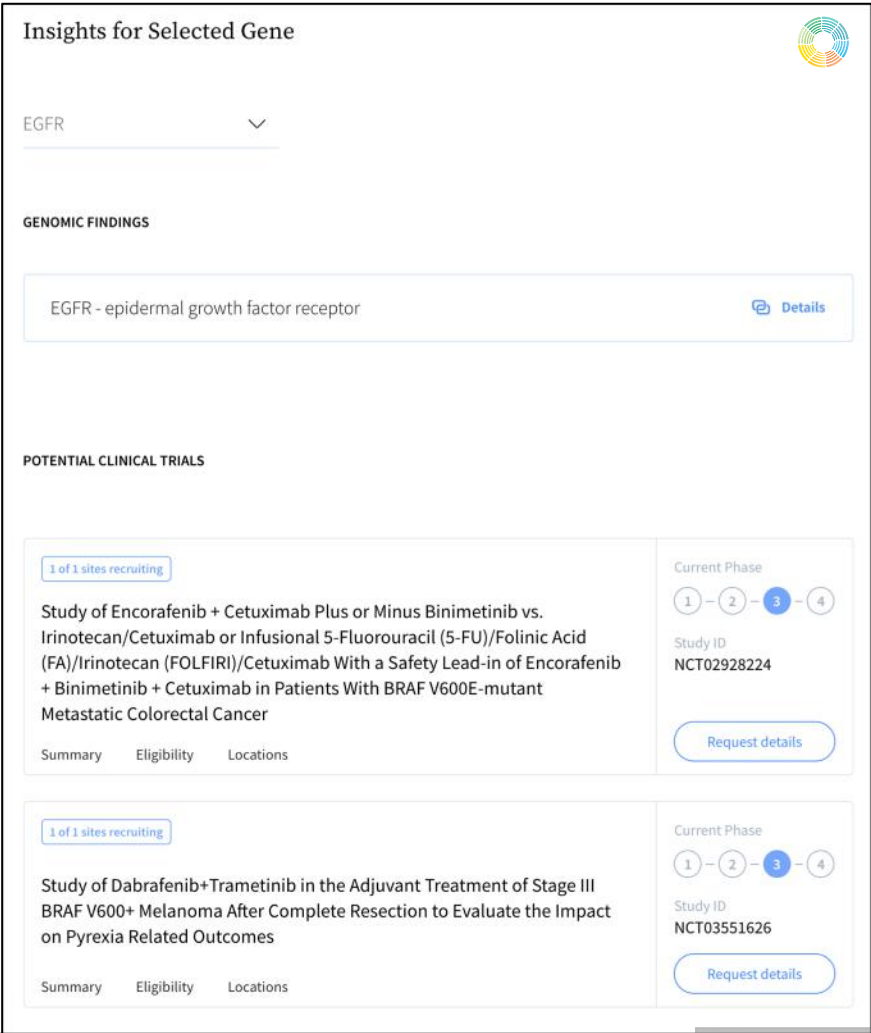 Insights for Selected Gene
EGFR
GENOMIC FINDINGS
EGFR - epidermal growth factor receptor
Details
POTENTIAL CLINICAL TRIALS
1 of 1 sites recruiting
Study of Encorafenib + Cetuximab Plus or Minus Binimetinib vs.
Irinotecan/Cetuximab or Infusional 5-Fluorouracil (5-FU)/Folinic Acid
(FA)/Irinotecan (FOLFIRI)/Cetuximab With a Safety Lead-in of Encorafenib
+ Binimetinib + Cetuximab in Patients With BRAF V600E-mutant
Metastatic Colorectal Cancer
Summary Eligibility Locations
Current Phase
1 - 2 - 3 - 4
Study ID
NCT02928224
Request details
1 of 1 sites recruiting
Study of Dabrafenib+Trametinib in the Adjuvant Treatment of Stage III
BRAF V600+ Melanoma After Complete Resection to Evaluate the Impact
on Pyrexia Related Outcomes
Summary Eligibility Locations
Current Phase
1 - 2 - 3 - 4
Study ID
NCT03551626
Request details